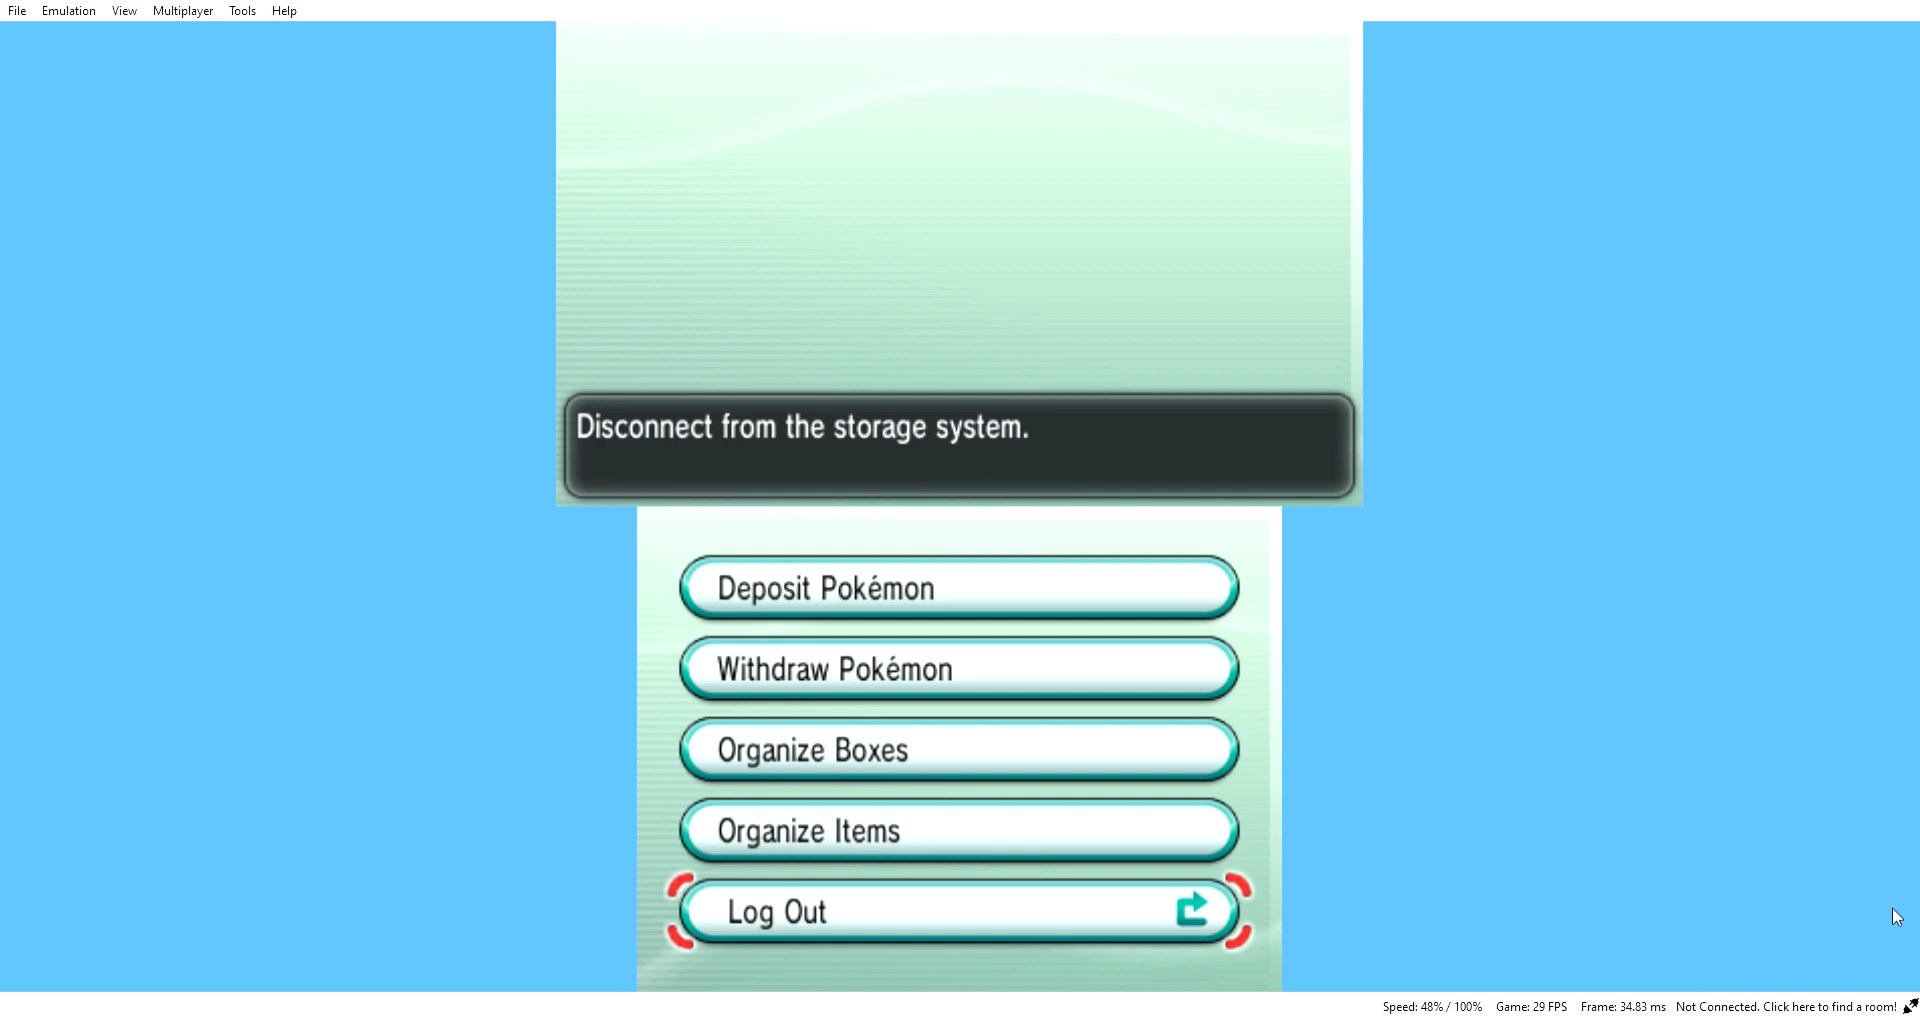 File Emulation View Multiplayer Tools Help
Disconnect from the storage system.
Deposit Pokémon
Withdraw Pokémon
Organize Boxes
Organize Items
Log Out
Speed: 48% / 100% Game: 29 FPS Frame: 34.83 ms Not Connected. Click here to find a room!